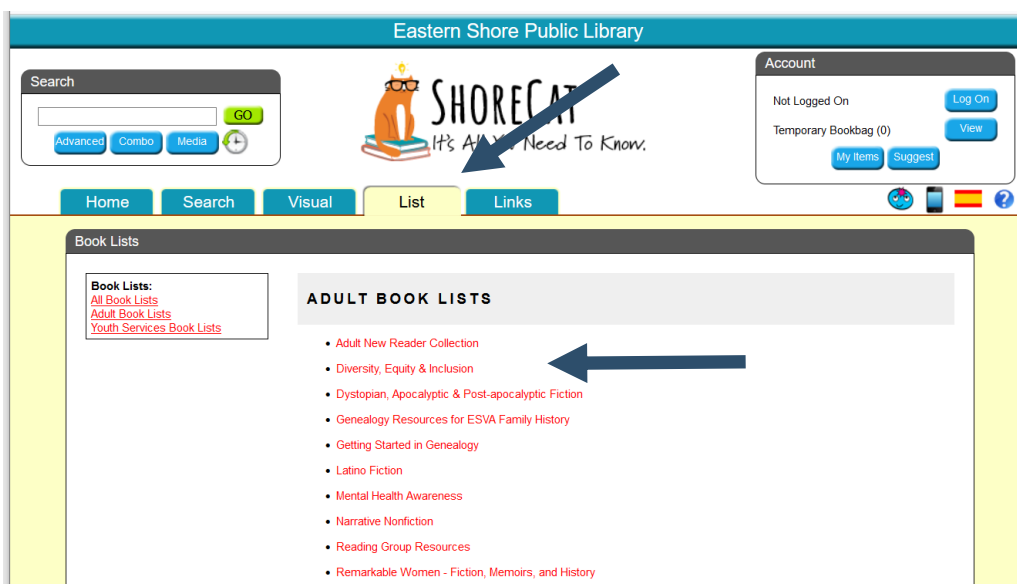 Eastern Shore Public Library
Search
GO
Advanced Combo Media
SHORECAT
It's All You Need To Know.
Account
Not Logged On Log On
Temporary Bookbag (0) View
My Items Suggest
Home Search Visual List Links
?
Book Lists
Book Lists:
All Book Lists
Adult Book Lists
Youth Services Book Lists
ADULT BOOK LISTS
• Adult New Reader Collection
• Diversity, Equity & Inclusion
• Dystopian, Apocalyptic & Post-apocalyptic Fiction
• Genealogy Resources for ESVA Family History
• Getting Started in Genealogy
• Latino Fiction
• Mental Health Awareness
• Narrative Nonfiction
• Reading Group Resources
• Remarkable Women - Fiction, Memoirs, and History